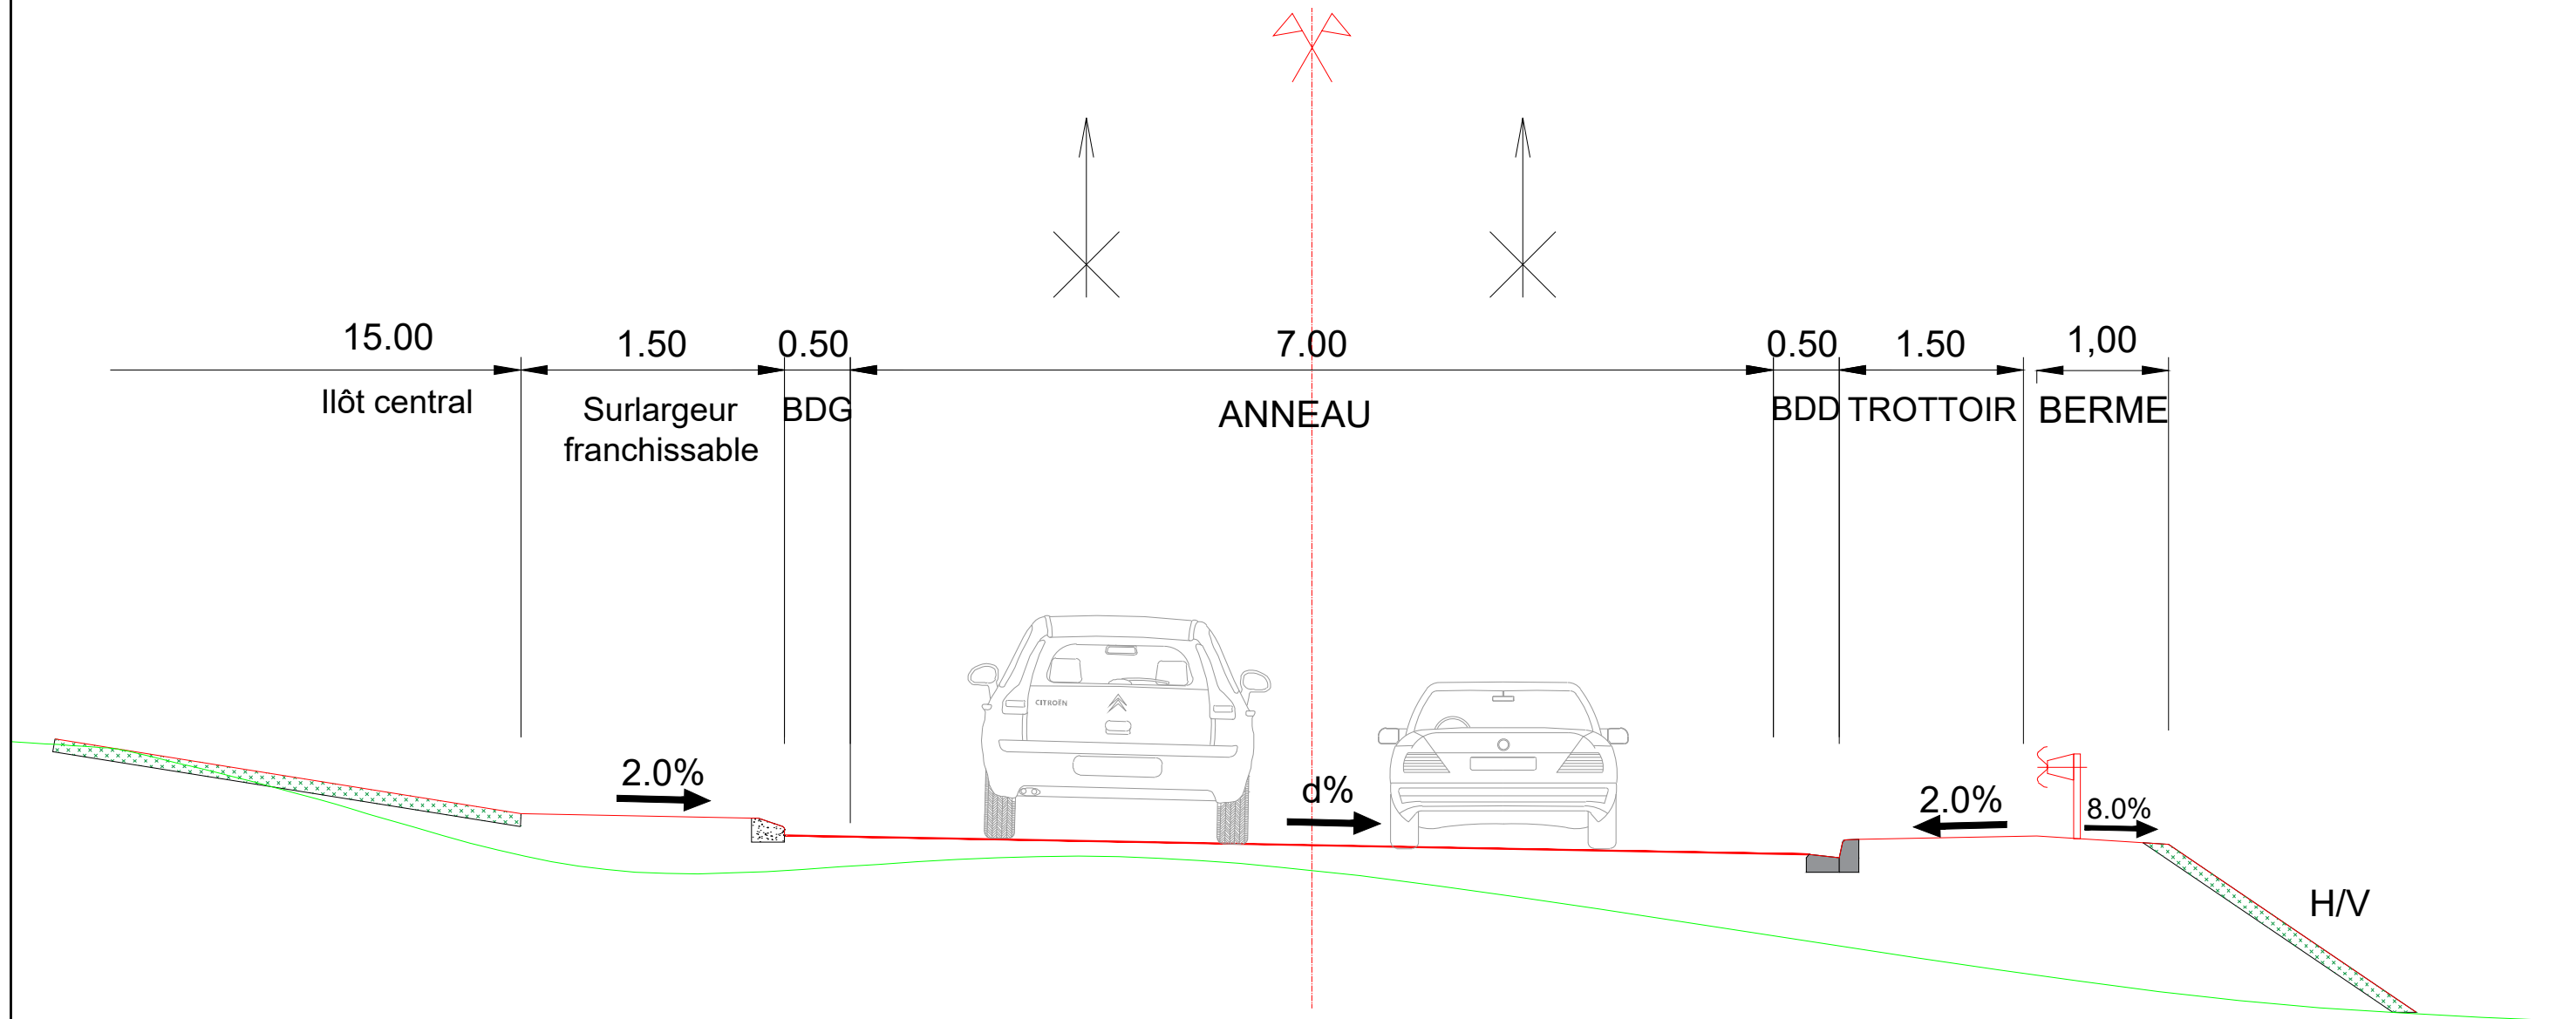 15.00
1.50
0.50
7.00
0.50
1.50
1,00
Ilôt central
Surlargeur
franchissable
BDG
ANNEAU
BDD
TROTTOIR
BERME
CITROËN
2.0%
d%
2.0%
8.0%
H/V